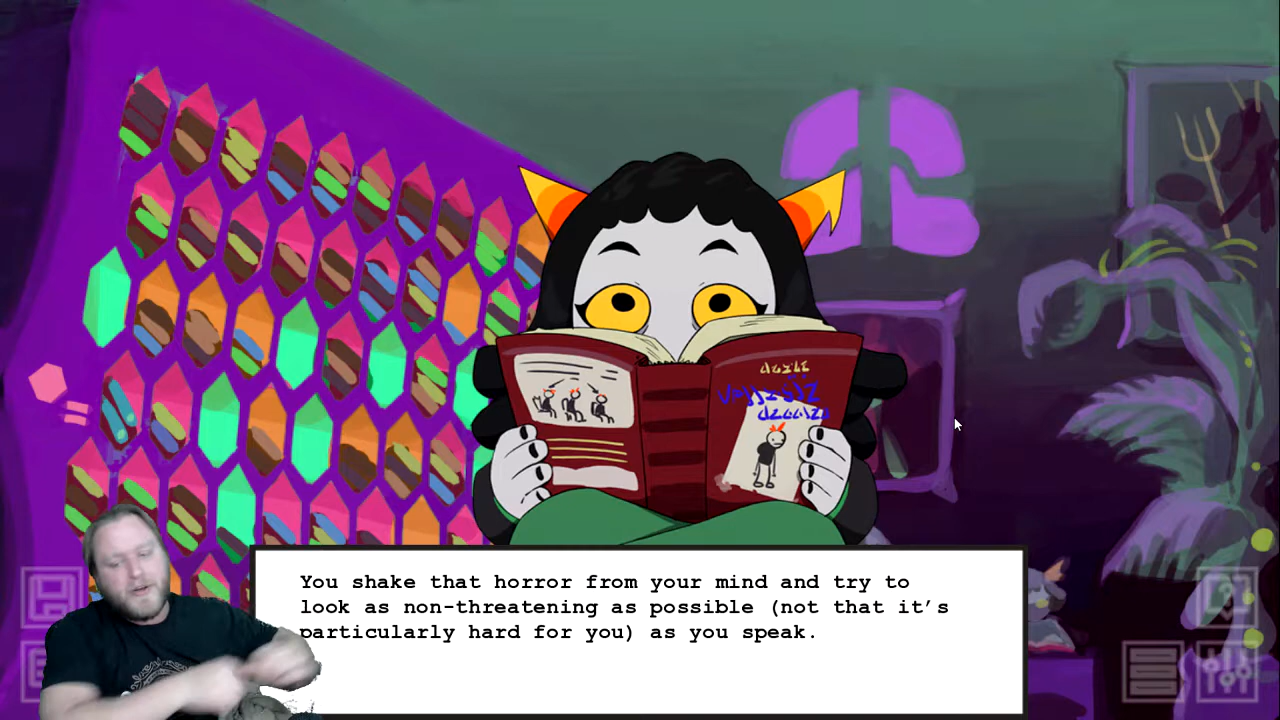 You shake that horror from your mind and try to
look as non-threatening as possible (not that it's
particularly hard for you) as you speak.